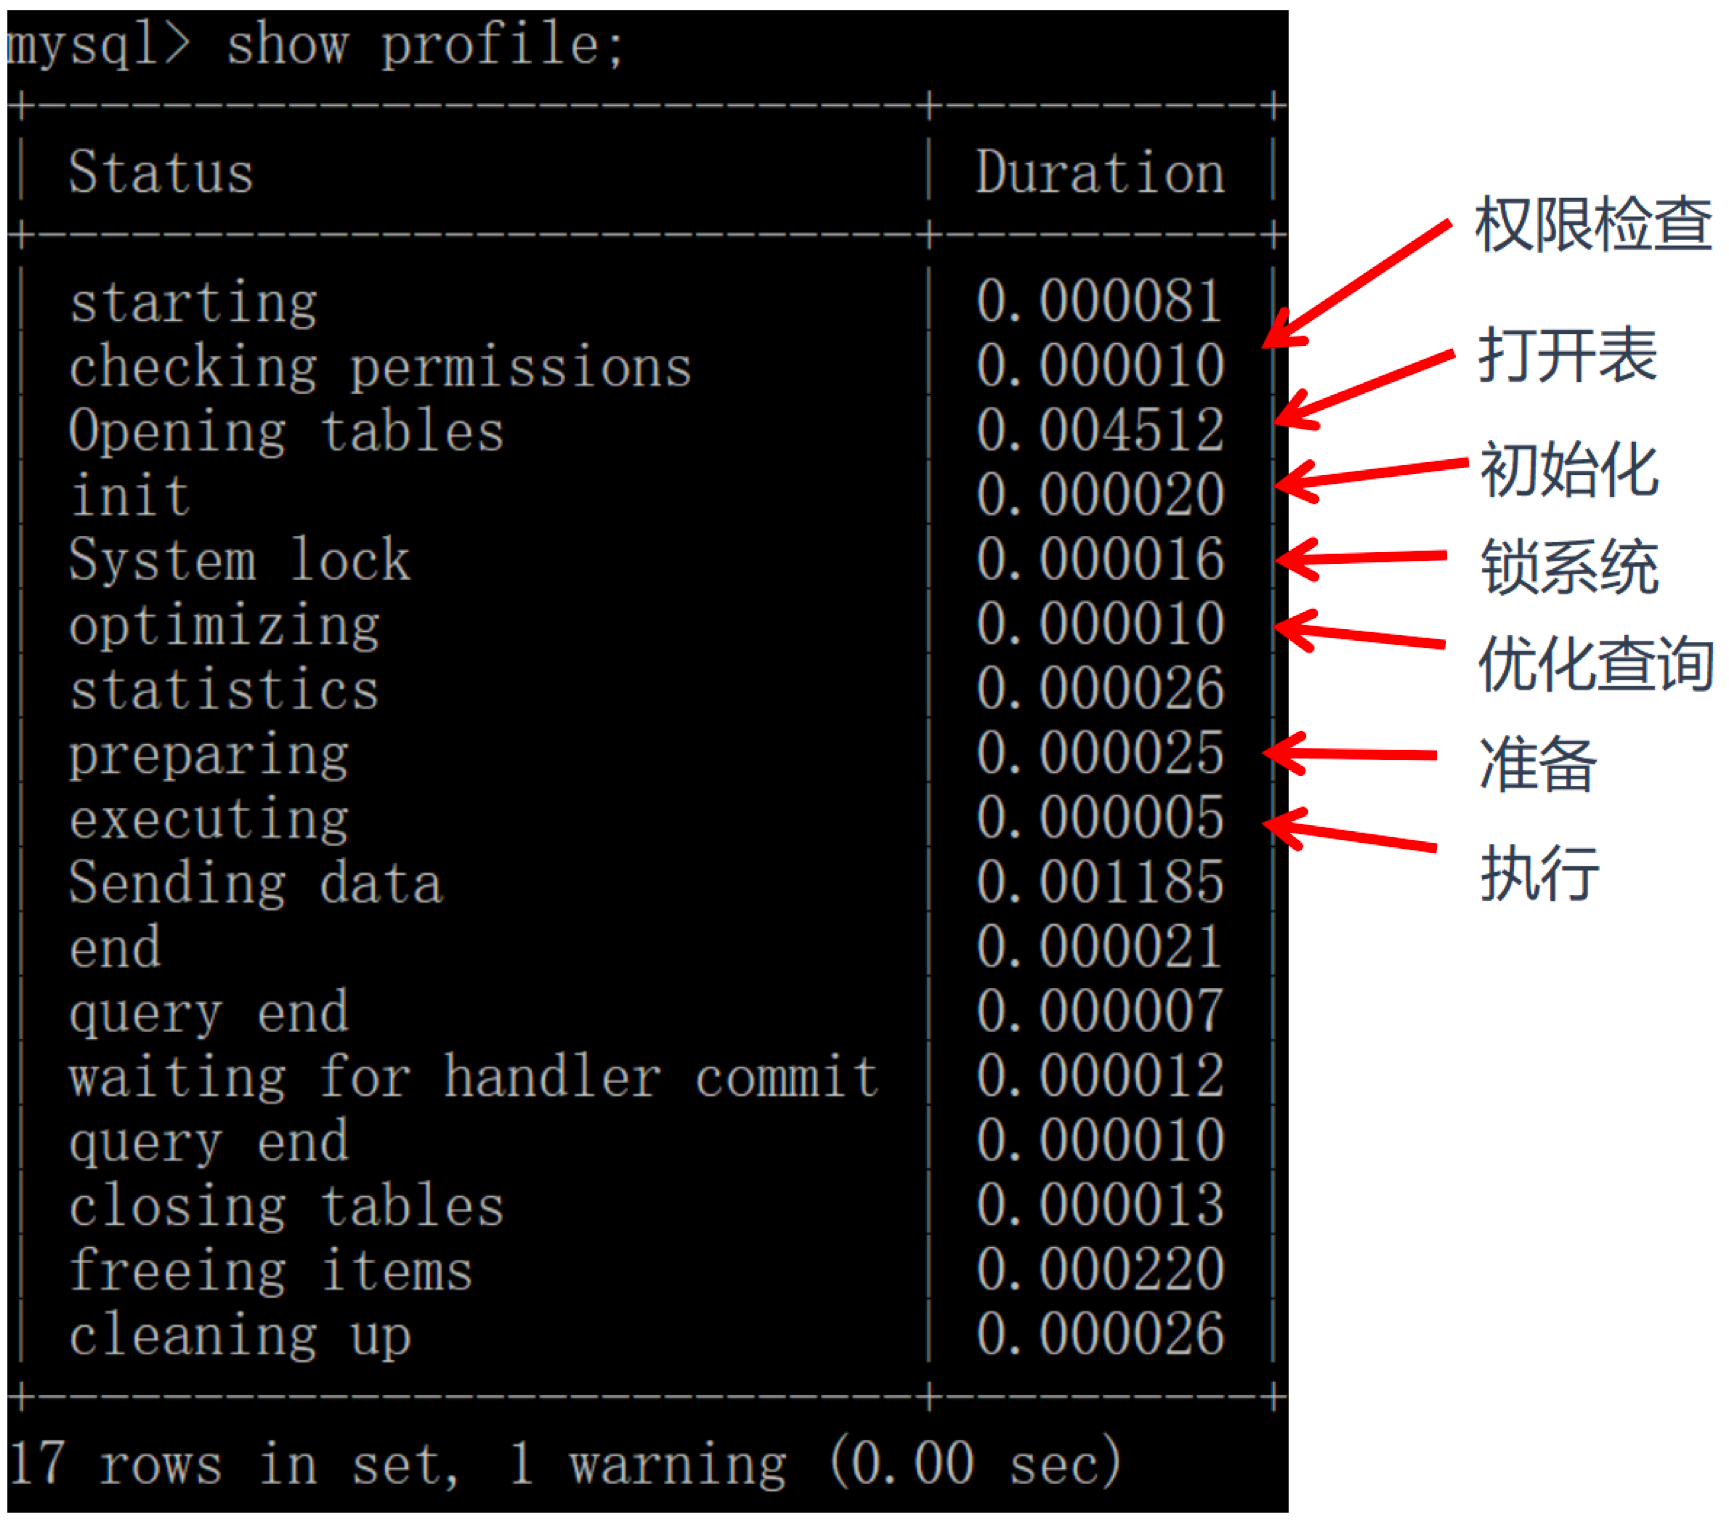 mysql> show profile;
+----------------------------+----------+
| Status | Duration |
+----------------------------+----------+
| starting | 0.000081 |
| checking permissions | 0.000010 |
| Opening tables | 0.004512 |
| init | 0.000020 |
| System lock | 0.000016 |
| optimizing | 0.000010 |
| statistics | 0.000026 |
| preparing | 0.000025 |
| executing | 0.000005 |
| Sending data | 0.001185 |
| end | 0.000021 |
| query end | 0.000007 |
| waiting for handler commit | 0.000012 |
| query end | 0.000010 |
| closing tables | 0.000013 |
| freeing items | 0.000220 |
| cleaning up | 0.000026 |
+----------------------------+----------+
17 rows in set, 1 warning (0.00 sec)
权限检查
打开表
初始化
锁系统
优化查询
准备
执行